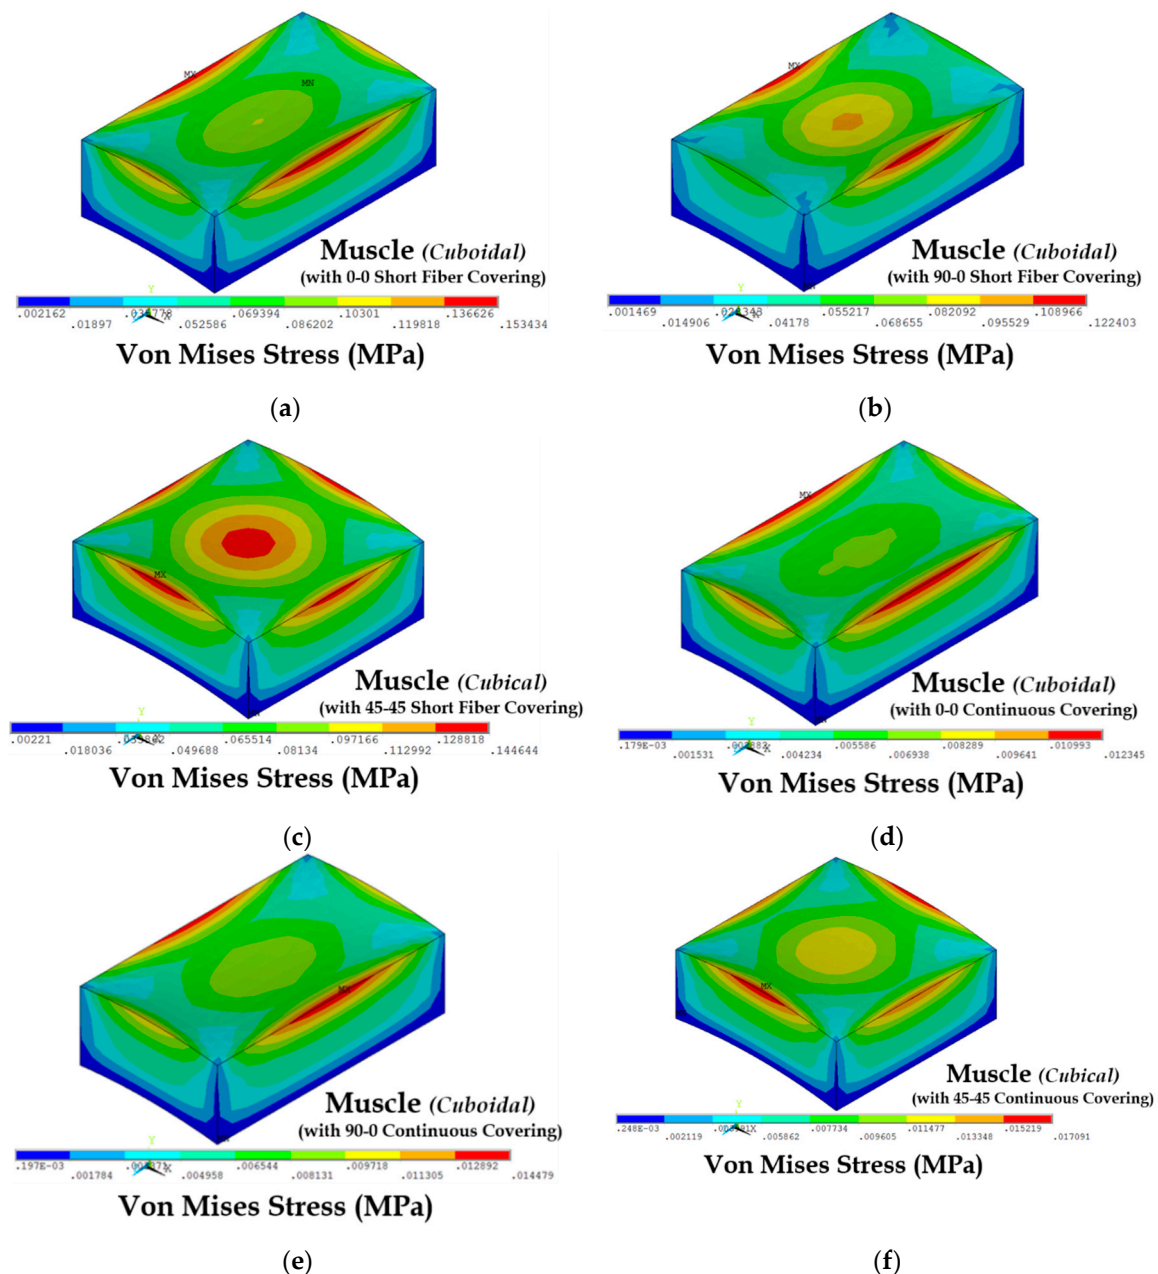 MX
MN
Muscle (Cuboidal)
(with 0-0 Short Fiber Covering)
Y
X
.002162 .069394 .10301 .136626
.01897 .052586 .086202 .119818 .153434
Von Mises Stress (MPa)
(a)
MX
Muscle (Cuboidal)
(with 90-0 Short Fiber Covering)
Y
X
.001469 .028343 .055217 .082092 .108966
.014906 .04178 .068655 .095529 .122403
Von Mises Stress (MPa)
(b)
MX
MN
Muscle (Cubical)
(with 45-45 Short Fiber Covering)
Y
X
.00221 .065514 .097166 .128818
.018036 .049688 .08134 .112992 .144644
Von Mises Stress (MPa)
(c)
MX
MN
Muscle (Cuboidal)
(with 0-0 Continuous Covering)
Y
X
.179E-03 .005586 .008289 .010993
.001531 .004234 .006938 .009641 .012345
Von Mises Stress (MPa)
(d)
MX
MN
Muscle (Cuboidal)
(with 90-0 Continuous Covering)
Y
X
.197E-03 .006544 .009718 .012892
.001784 .004958 .008131 .011305 .014479
Von Mises Stress (MPa)
(e)
MX
Muscle (Cubical)
(with 45-45 Continuous Covering)
Y
X
.248E-03 .007734 .011477 .015219
.002119 .005862 .009605 .013348 .017091
Von Mises Stress (MPa)
(f)